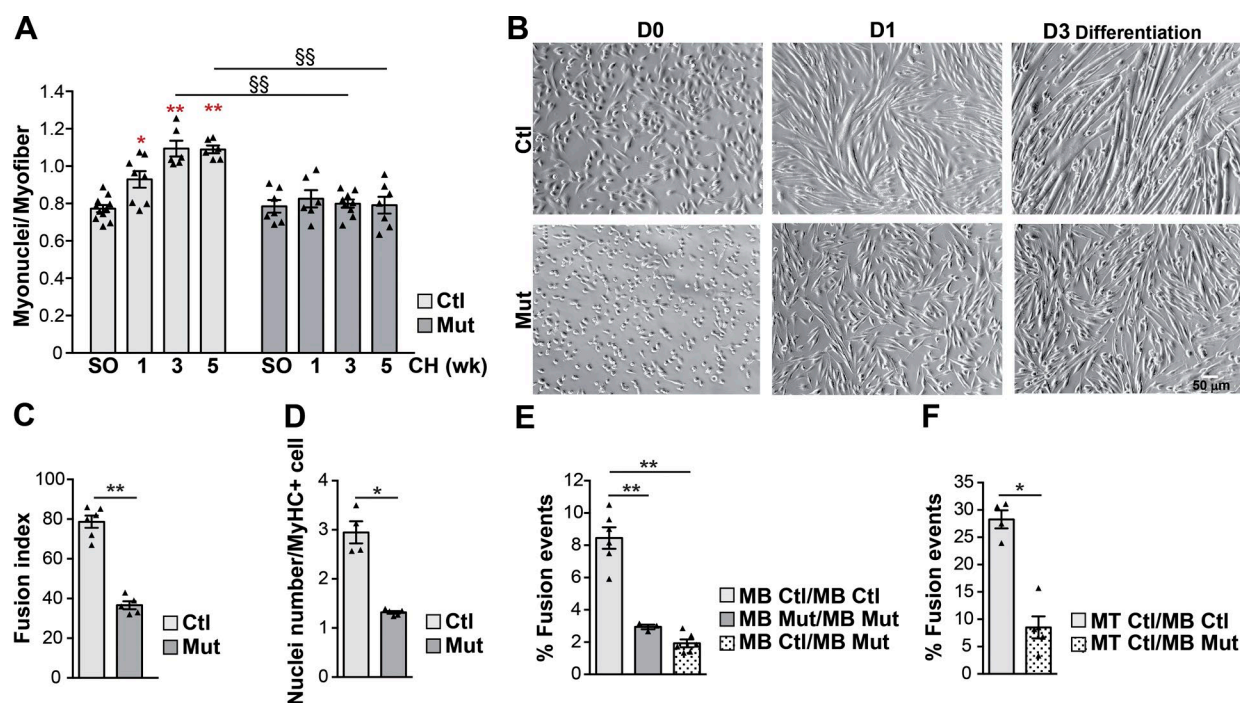 A
§§
§§
Myonuclei/ Myofiber
1.4
1.2
1.0
0.8
0.6
0.4
0.2
0
*
**
**
SO 1 3 5 SO 1 3 5 CH (wk)
Ctl
Mut
B
D0 D1 D3 Differentiation
Ctl
Mut
50 µm
C
Fusion index
100
80
60
40
20
0
**
Ctl
Mut
D
Nuclei number/MyHC+ cell
4
3
2
1
0
*
Ctl
Mut
E
% Fusion events
12
10
8
6
4
2
0
**
**
MB Ctl/MB Ctl
MB Mut/MB Mut
MB Ctl/MB Mut
F
% Fusion events
35
30
25
20
15
10
5
0
*
MT Ctl/MB Ctl
MT Ctl/MB Mut